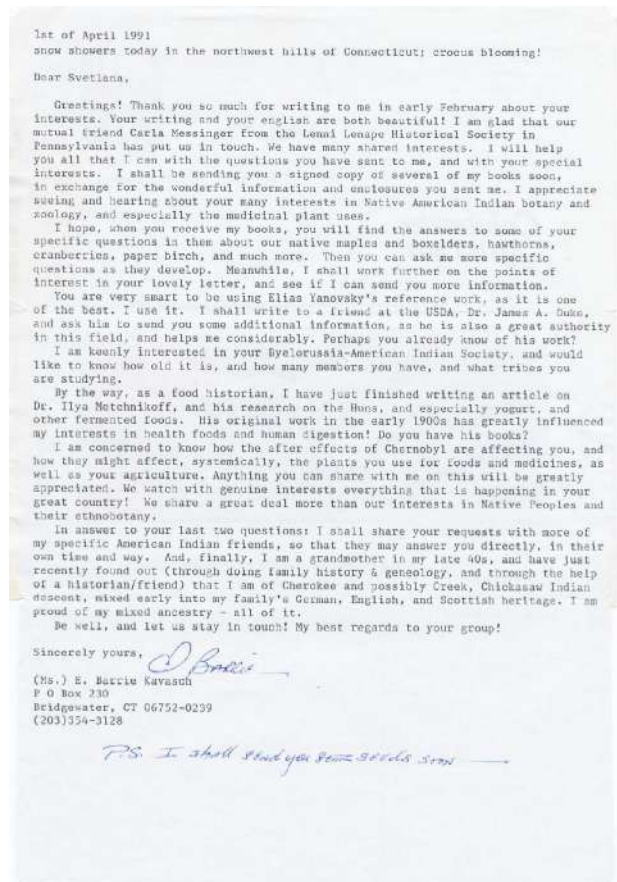 1st of April 1991
snow showers today in the northwest hills of Connecticut; crocus blooming!
Dear Svetlana,
Greetings! Thank you so much for writing to me in early February about your
interests. Your writing and your english are both beautiful! I am glad that our
mutual friend Carla Messinger from the Lenni Lenape Historical Society in
Pennsylvania has put us in touch. We have many shared interests. I will help
you all that I can with the questions you have sent to me, and with your special
interests. I shall be sending you a signed copy of several of my books soon,
in exchange for the wonderful information and enclosures you sent me. I appreciate
seeing and hearing about your many interests in Native American Indian botany and
zoology, and especially the medicinal plant uses.
I hope, when you receive my books, you will find the answers to some of your
specific questions in them about our native maples and boxelders, hawthorns,
cranberries, paper birch, and much more. Then you can ask me more specific
questions as they develop. Meanwhile, I shall work further on the points of
interest in your lovely letter, and see if I can send you more information.
You are very smart to be using Elias Yanovsky's reference work, as it is one
of the best. I use it. I shall write to a friend at the USDA, Dr. James A. Duke,
and ask him to send you some additional information, as he is also a great authority
in this field, and helps me considerably. Perhaps you already know of his work?
I am keenly interested in your Byelorussia-American Indian Society, and would
like to know how old it is, and how many members you have, and what tribes you
are studying.
By the way, as a food historian, I have just finished writing an article on
Dr. Ilya Metchnikoff, and his research on the Huns, and especially yogurt, and
other fermented foods. His original work in the early 1900s has greatly influenced
my interests in health foods and human digestion! Do you have his books?
I am concerned to know how the after effects of Chernobyl are affecting you, and
how they might affect, systemically, the plants you use for foods and medicines, as
well as your agriculture. Anything you can share with me on this will be greatly
appreciated. We watch with genuine interests everything that is happening in your
great country! We share a great deal more than our interests in Native Peoples and
their ethnobotany.
In answer to your last two questions: I shall share your requests with more of
my specific American Indian friends, so that they may answer you directly, in their
own time and way. And, finally, I am a grandmother in my late 40s, and have just
recently found out (through doing family history & geneology, and through the help
of a historian/friend) that I am of Cherokee and possibly Creek, Chickasaw Indian
descent, mixed early into my family's German, English, and Scottish heritage. I am
proud of my mixed ancestry - all of it.
Be well, and let us stay in touch! My best regards to your group!
Sincerely yours,
Barrie
(Ms.) E. Barrie Kavasch
P O Box 230
Bridgewater, CT 06752-0239
(203)354-3128
P.S. I shall send you some seeds soon